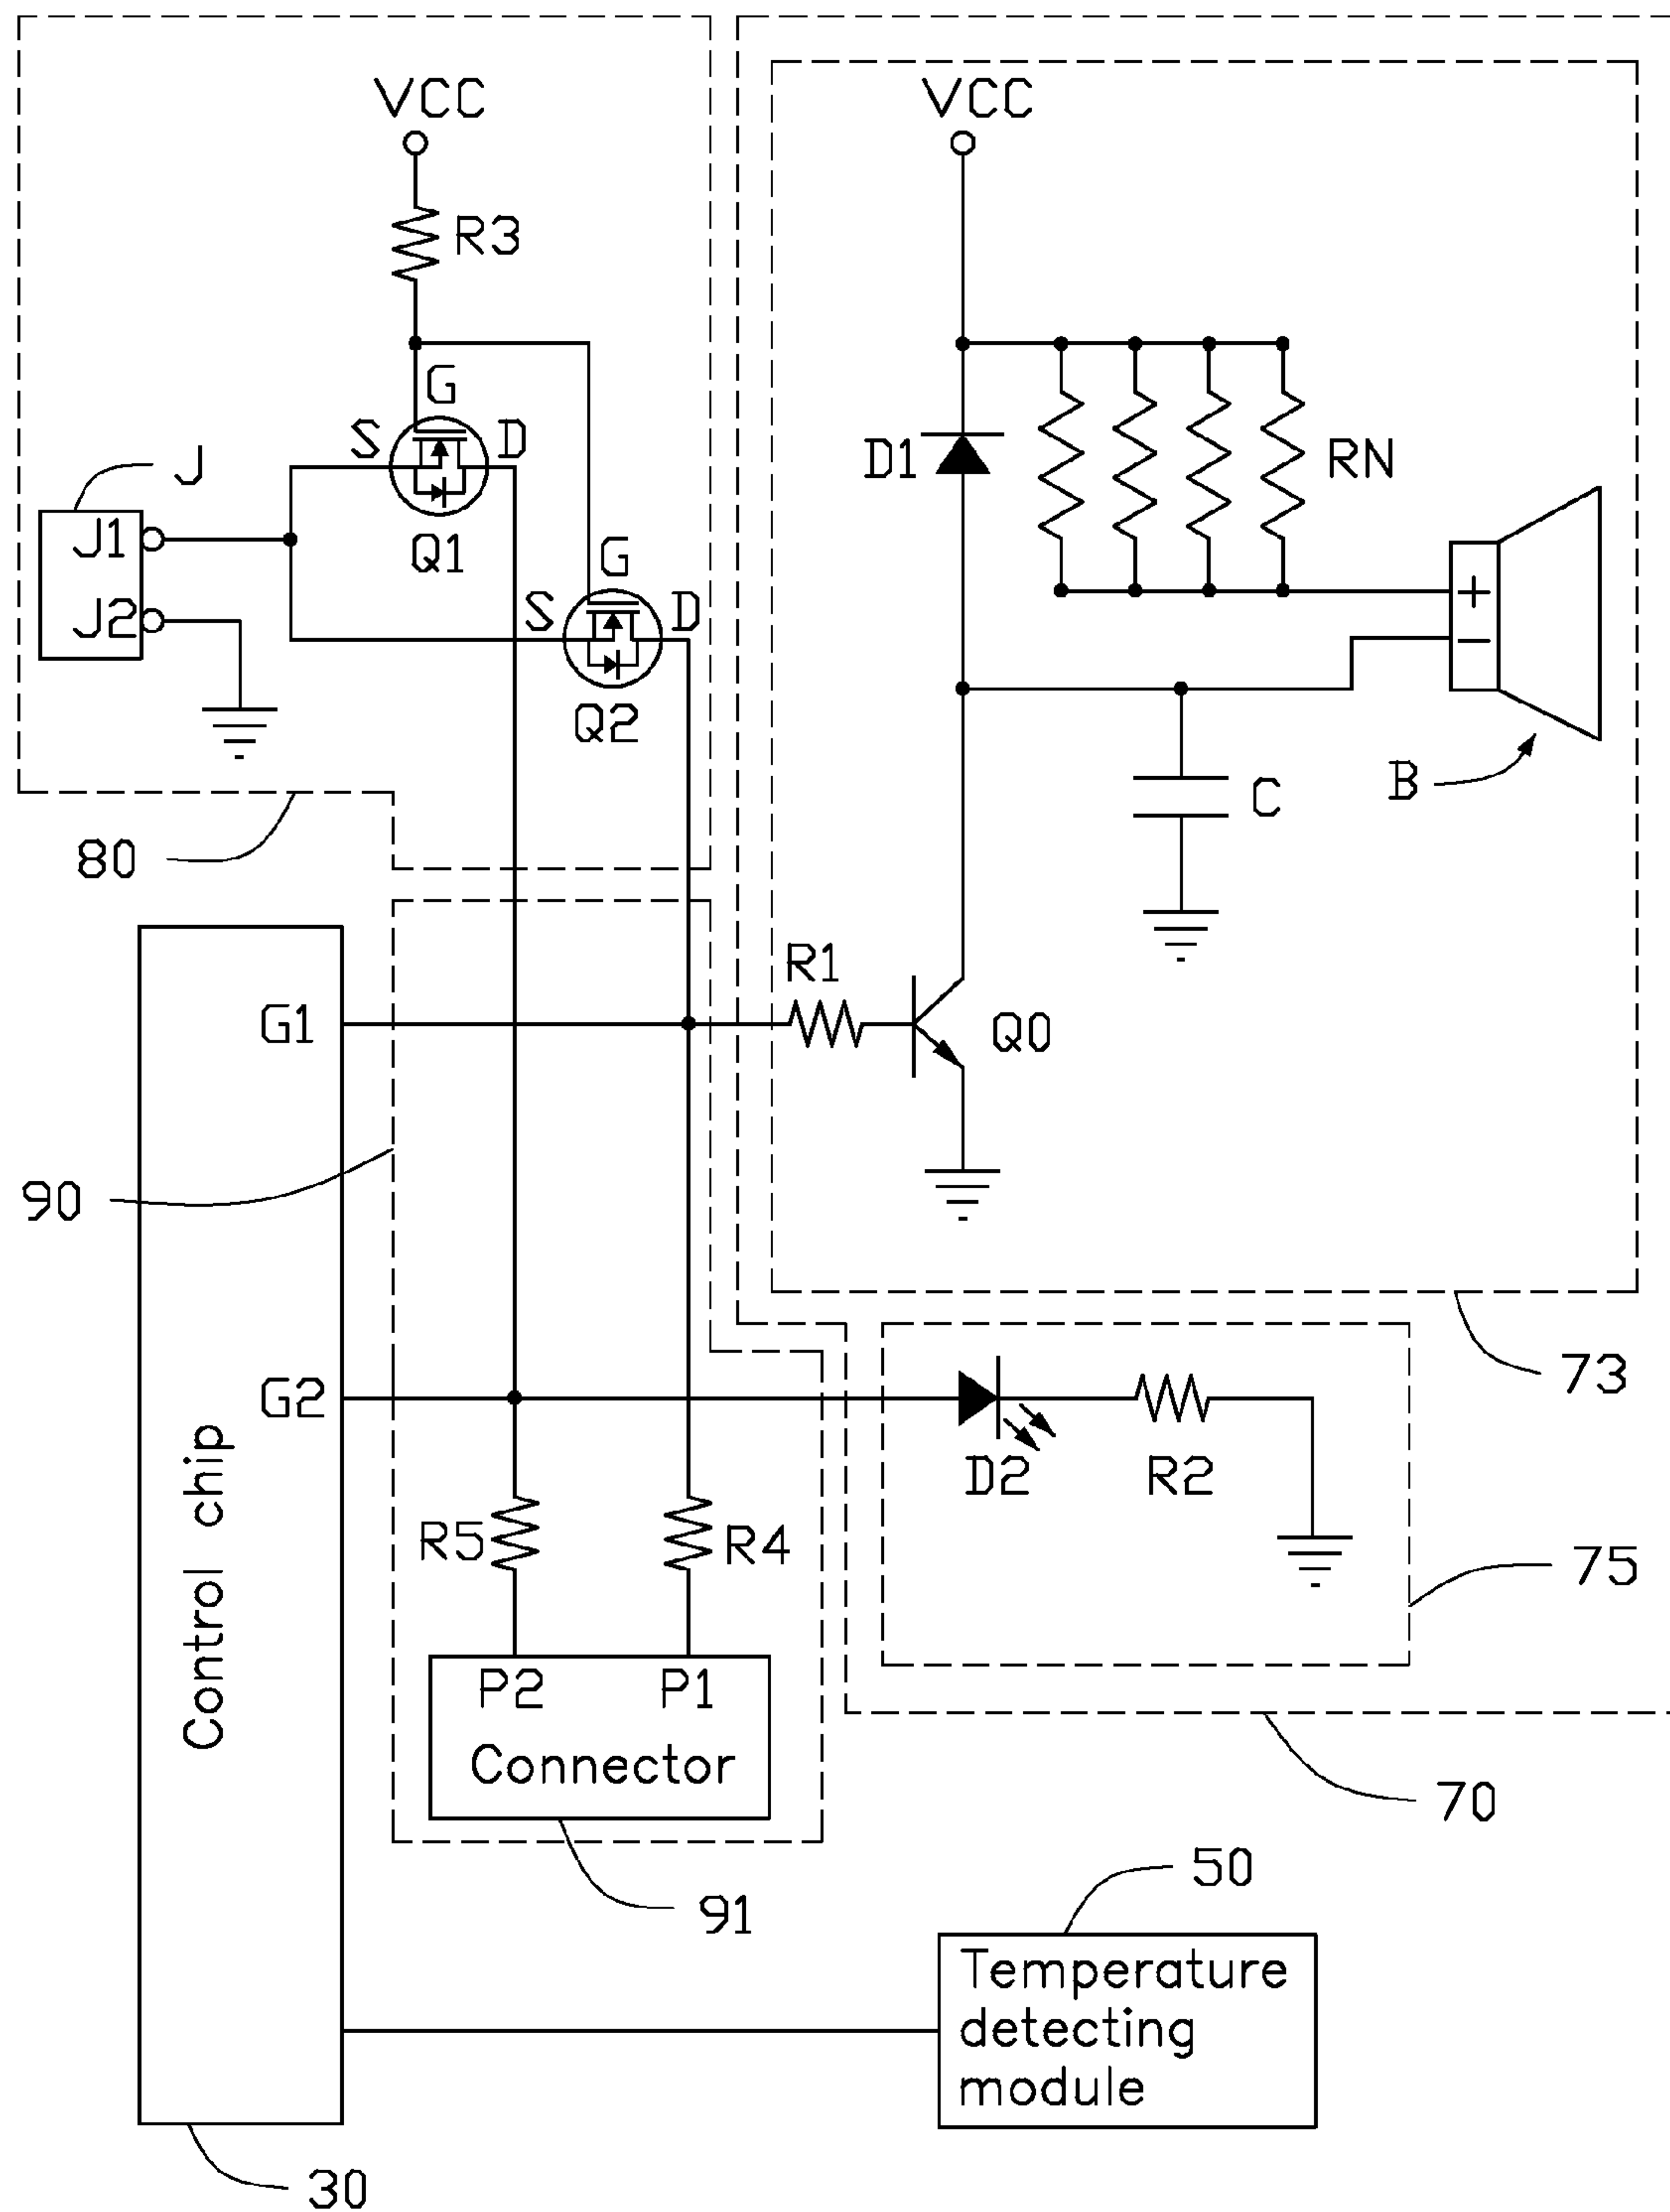 VCC
VCC
R3
G
S
D
J
J1
J2
Q1
G
S
D
Q2
D1
RN
+
−
B
C
80
G1
R1
Q0
90
73
G2
D2
R2
R5
R4
75
Control chip
P2
P1
Connector
70
91
50
Temperature
detecting
module
30